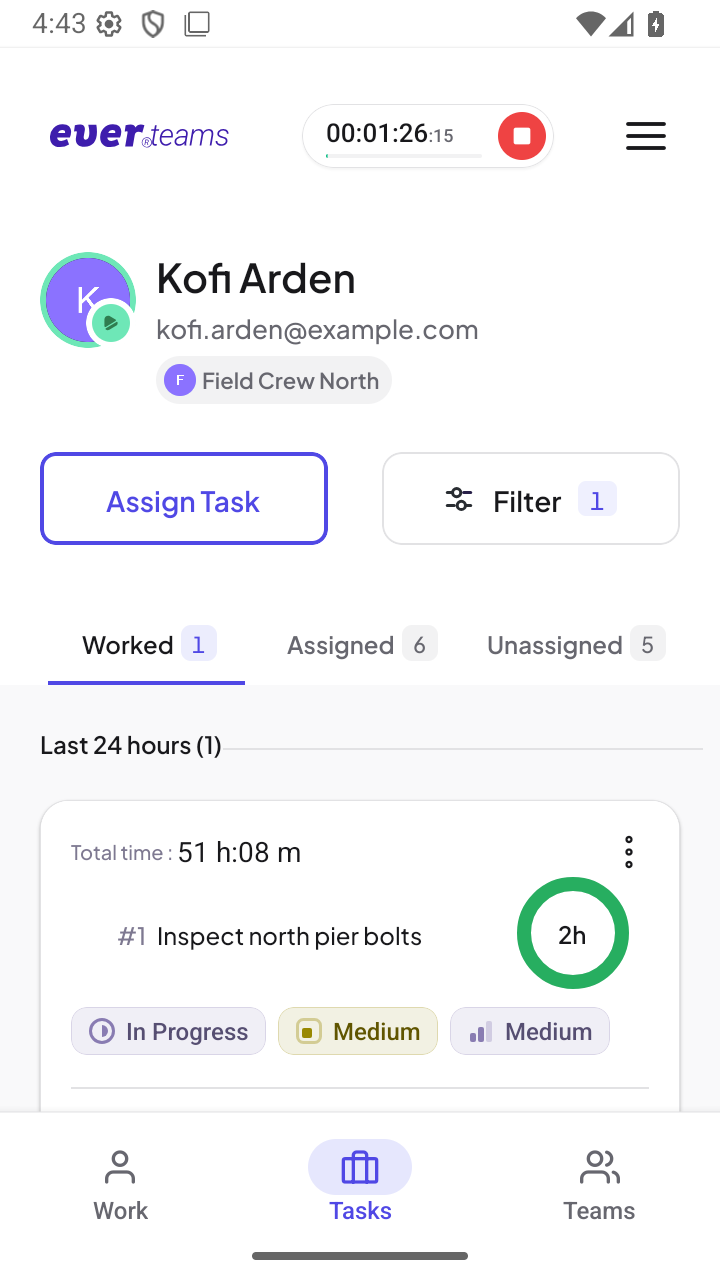 4:43
ever® teams
00:01:26:15
K
Kofi Arden
kofi.arden@example.com
F Field Crew North
Assign Task
Filter 1
Worked 1 Assigned 6 Unassigned 5
Last 24 hours (1)
Total time : 51 h:08 m
#1 Inspect north pier bolts
2h
In Progress Medium Medium
Work Tasks Teams